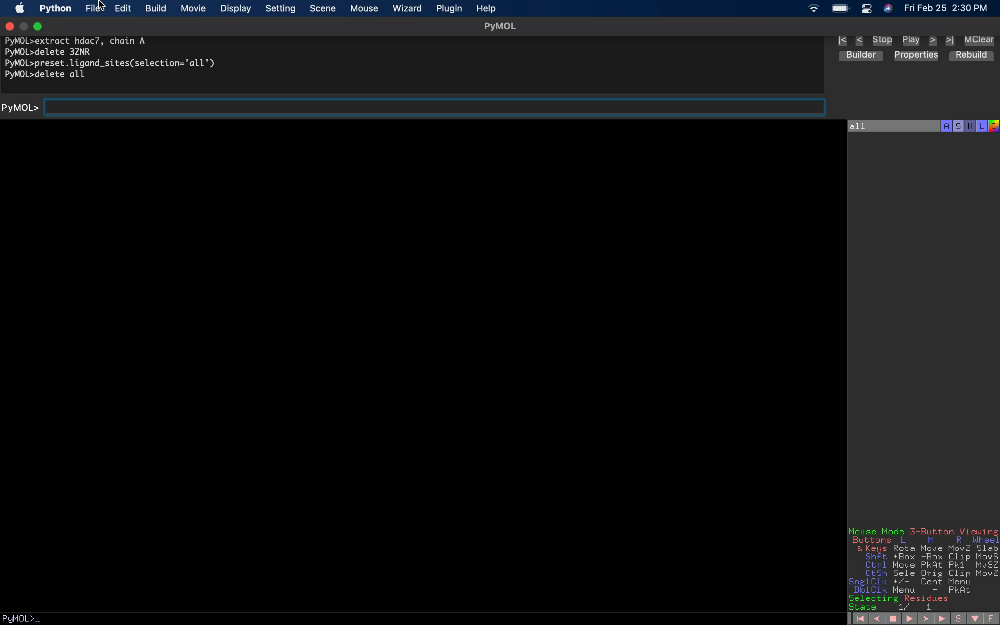 Python File Edit Build Movie Display Setting Scene Mouse Wizard Plugin Help Fri Feb 25 2:30 PM
PyMOL
PyMOL>extract hdac7, chain A
PyMOL>delete 3ZNR
PyMOL>preset.ligand_sites(selection='all')
PyMOL>delete all
|< < Stop Play > >| MClear
Builder Properties Rebuild
PyMOL>
all A S H L C
Mouse Mode 3-Button Viewing
Buttons L M R Wheel
& Keys Rota Move MovZ Slab
Shft +Box -Box Clip MovS
Ctrl Move PkAt Pk1 MvSZ
CtSh Sele Orig Clip MovZ
SnglClk +/- Cent Menu
DblClk Menu - PkAt
Selecting Residues
State 1/ 1
PyMOL>_ S F